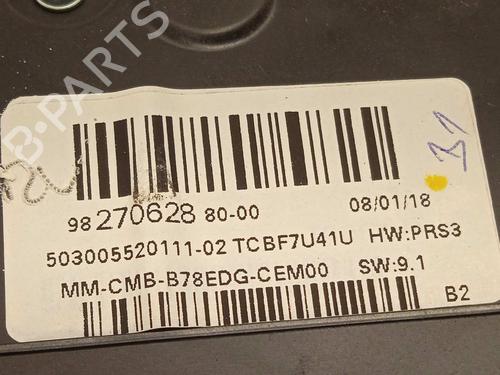 B-PARTS
98 270628 80-00 08/01/18
503005520111-02 TCBF7U41U HW:PRS3
MM-CMB-B78EDG-CEM00 SW:9.1
B2